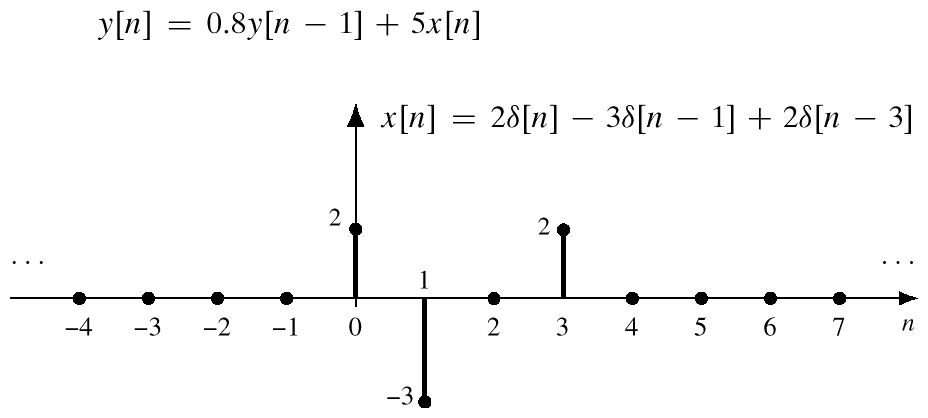 y[n] = 0.8y[n − 1] + 5x[n]
x[n] = 2δ[n] − 3δ[n − 1] + 2δ[n − 3]
2 2
... ...
1
–4 –3 –2 –1 0 2 3 4 5 6 7 n
–3